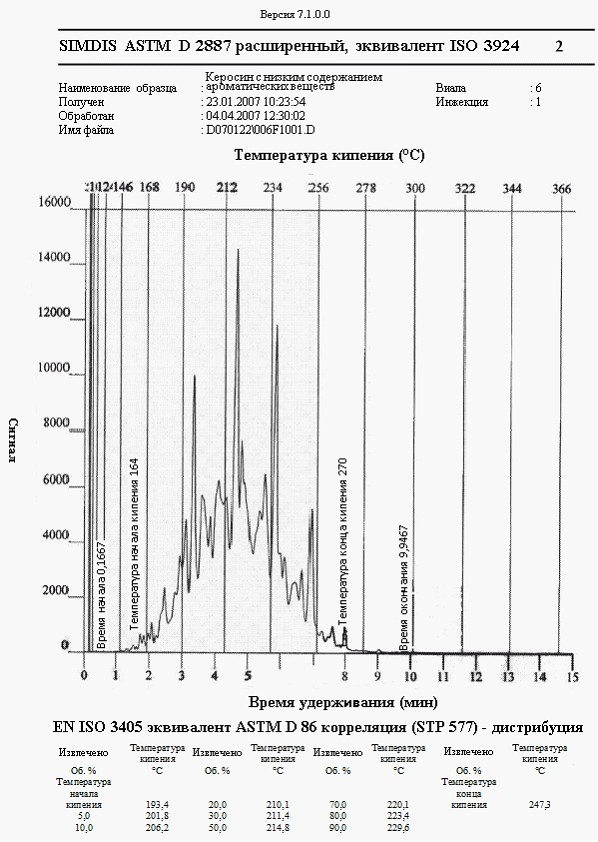 Версия 7.1.0.0
SIMDIS ASTM D 2887 расширенный, эквивалент ISO 3924 2
Керосин с низким содержанием
Наименование образца : ароматических веществ Виала : 6
Получен : 23.01.2007 10:23:54 Инжекция : 1
Обработан : 04.04.2007 12:30:02
Имя файла : D070122\006F1001.D
Температура кипения (°C)
146 168 190 212 234 256 278 300 322 344 366
16000
14000
12000
10000
8000
6000
4000
2000
0
Сигнал
Время начала 0,1667
Температура начала кипения 164
Температура конца кипения 270
Время окончания 9,9467
0 1 2 3 4 5 6 8 10 11 12 13 14 15
Время удерживания (мин)
EN ISO 3405 эквивалент ASTM D 86 корреляция (STP 577) - дистрибуция
Извлечено Температура кипения Извлечено Температура кипения Извлечено Температура кипения Извлечено Температура кипения
Об. % °C Об. % °C Об. % °C Об. % °C
Температура Температура
начала конца
кипения 193,4 20,0 210,1 70,0 220,1 кипения 247,3
5,0 201,8 30,0 211,4 80,0 223,4
10,0 206,2 50,0 214,8 90,0 229,6